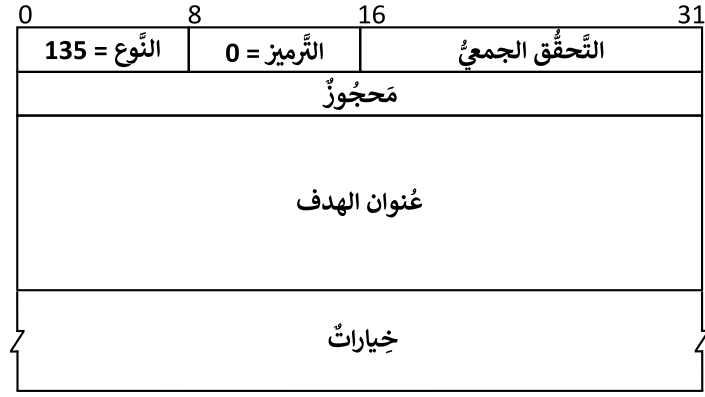 0 8 16 31
النَّوع = 135 التَّرميز = 0 التَّحقُّق الجمعيُّ
مَحجُوزٌ
عُنوان الهدف
خِياراتٌ